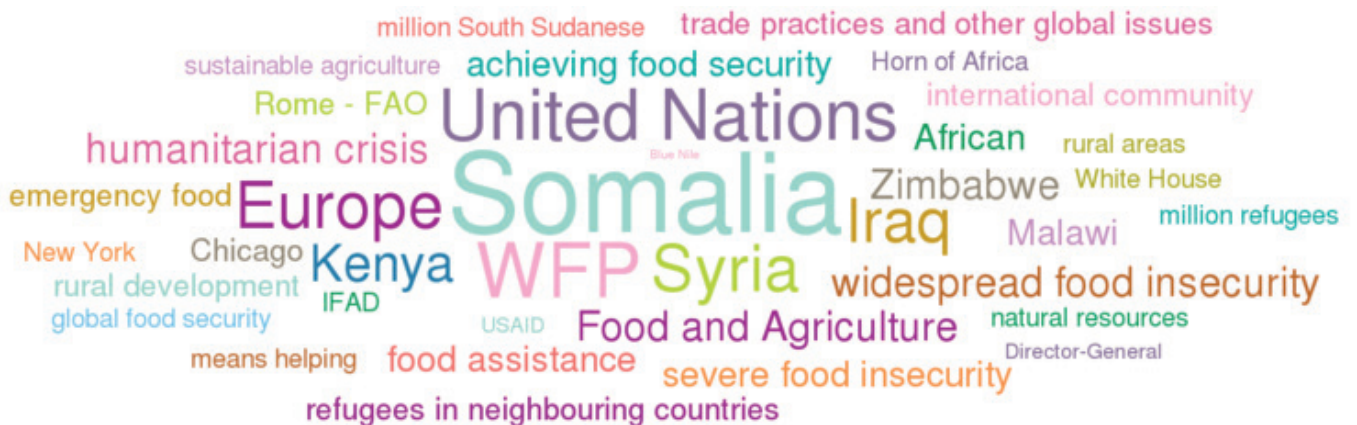 million South Sudanese
trade practices and other global issues
sustainable agriculture
achieving food security
Horn of Africa
Rome - FAO
United Nations
international community
humanitarian crisis
African
rural areas
Blue Nile
emergency food
Europe
Somalia
Zimbabwe
White House
Iraq
Malawi
million refugees
New York
Chicago
Kenya
WFP
Syria
widespread food insecurity
rural development
IFAD
global food security
USAID
Food and Agriculture
natural resources
means helping
food assistance
severe food insecurity
Director-General
refugees in neighbouring countries